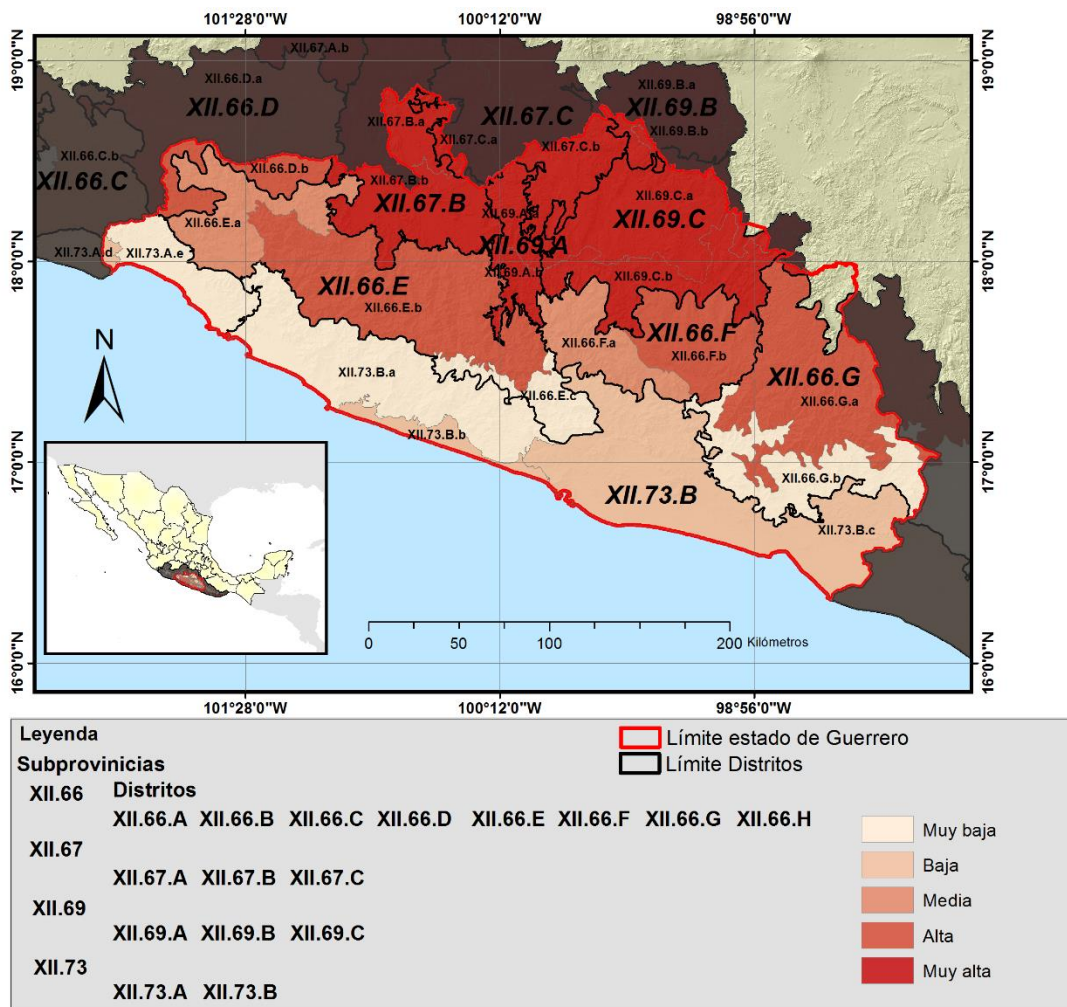 101°28'0"W 100°12'0"W 98°56'0"W
19°0'0"N 19°0'0"N
18°0'0"N 18°0'0"N
17°0'0"N 17°0'0"N
16°0'0"N 16°0'0"N
XII.67.A.b
XII.66.D.a
XII.66.D
XII.67.B.a
XII.67.C
XII.67.C.a
XII.67.C.b
XII.69.B.a
XII.69.B
XII.69.B.b
XII.66.C.b
XII.66.C
XII.66.D.b
XII.67.B.b
XII.67.B
XII.69.C.a
XII.69.C
XII.66.E.a
XII.69.A
XII.73.A.d
XII.73.A.e
XII.69.A.b
XII.69.C.b
XII.66.E
XII.66.E.b
XII.66.F
XII.66.F.a
XII.66.F.b
XII.66.G
XII.66.G.a
XII.73.B.a
XII.66.E.c
XII.73.B.b
XII.66.G.b
XII.73.B
XII.73.B.c
N
0 50 100 200 Kilómetros
101°28'0"W 100°12'0"W 98°56'0"W
Leyenda
Límite estado de Guerrero
Límite Distritos
Subprovinicias
XII.66 Distritos
XII.66.A XII.66.B XII.66.C XII.66.D XII.66.E XII.66.F XII.66.G XII.66.H
XII.67
XII.67.A XII.67.B XII.67.C
XII.69
XII.69.A XII.69.B XII.69.C
XII.73
XII.73.A XII.73.B
Muy baja
Baja
Media
Alta
Muy alta